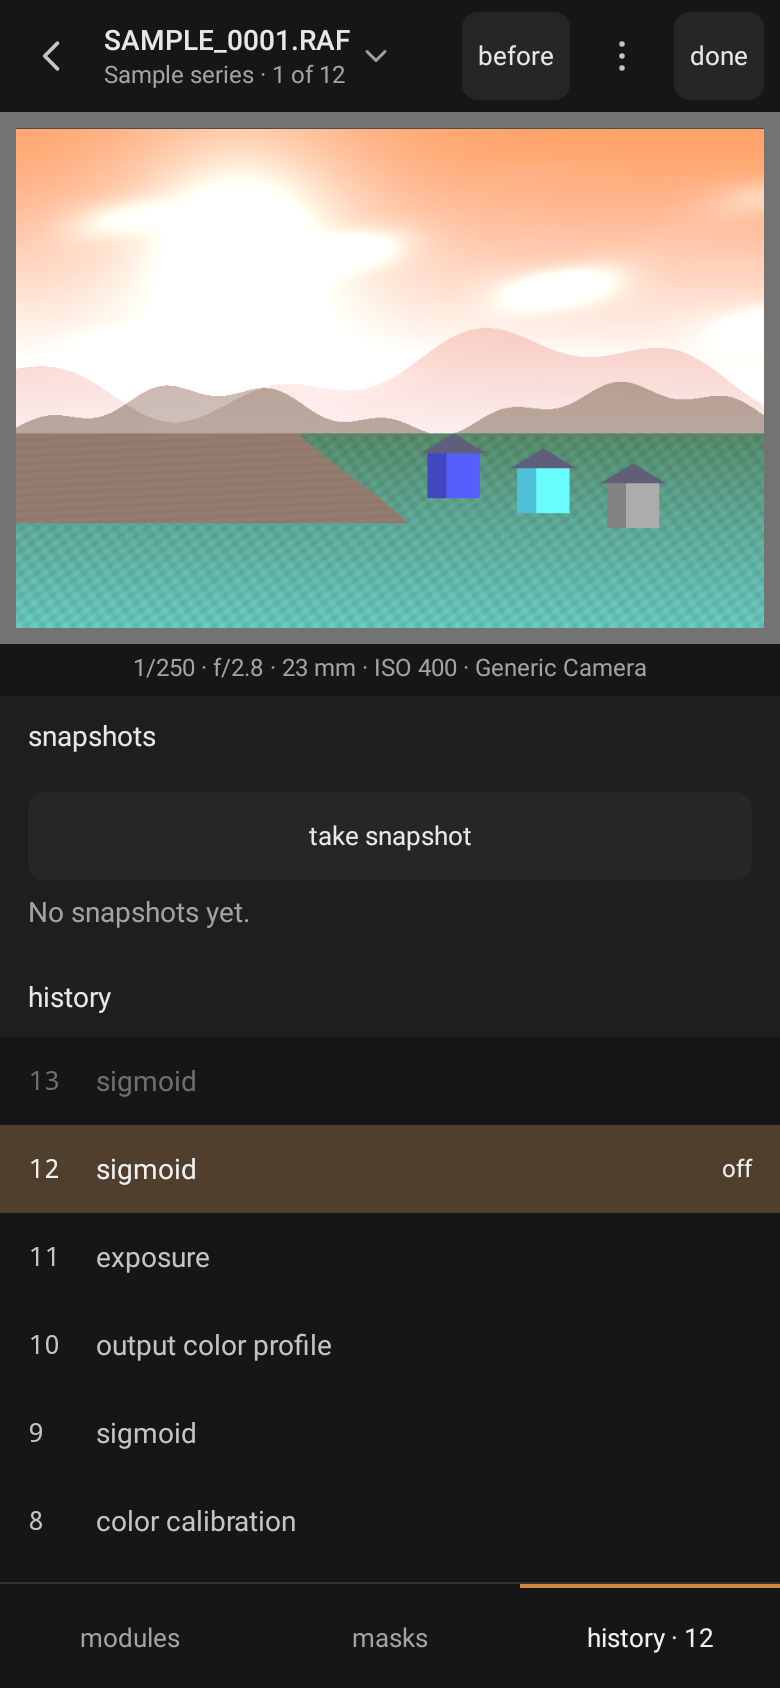 SAMPLE_0001.RAF
Sample series · 1 of 12
before
done
1/250 · f/2.8 · 23 mm · ISO 400 · Generic Camera
snapshots
take snapshot
No snapshots yet.
history
13 sigmoid
12 sigmoid off
11 exposure
10 output color profile
9 sigmoid
8 color calibration
modules
masks
history · 12